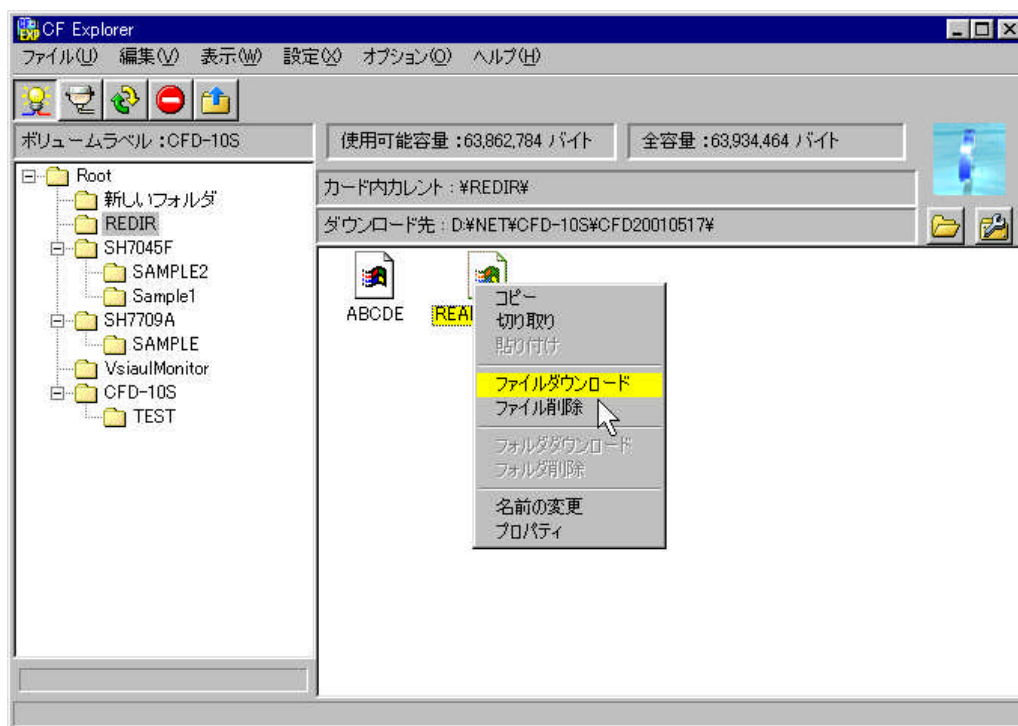 CF Explorer
ファイル(U) 編集(V) 表示(W) 設定(X) オプション(O) ヘルプ(H)
ボリュームラベル :CFD-10S 使用可能容量 :63,862,784 バイト 全容量 :63,934,464 バイト
カード内カレント : ¥REDIR¥
ダウンロード先 : D:¥NET¥CFD-10S¥CFD20010517¥
Root
新しいフォルダ
REDIR
SH7045F
SAMPLE2
Sample1
SH7709A
SAMPLE
VsiaulMonitor
CFD-10S
TEST
ABCDE
コピー
切り取り
貼り付け
ファイルダウンロード
ファイル削除
フォルダダウンロード
フォルダ削除
名前の変更
プロパティ